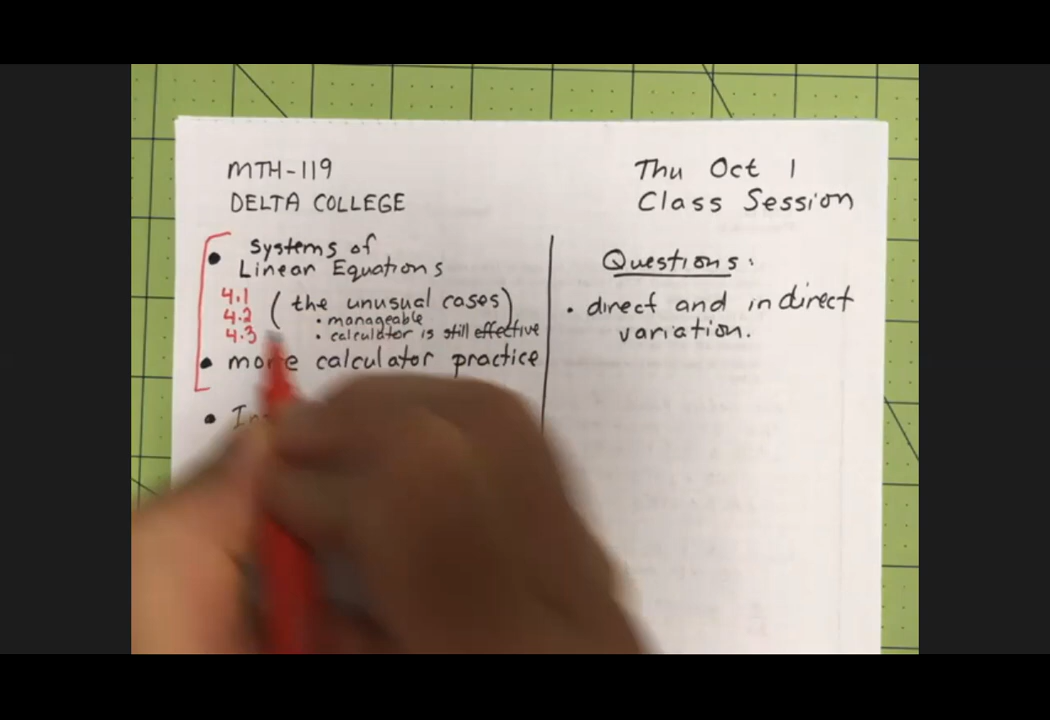 MTH-119
DELTA COLLEGE
Thu Oct 1
Class Session
• Systems of
Linear Equations
4.1
4.2
4.3
(the unusual cases)
• manageable
• calculator is still effective
• more calculator practice
•
Questions:
• direct and indirect
variation.